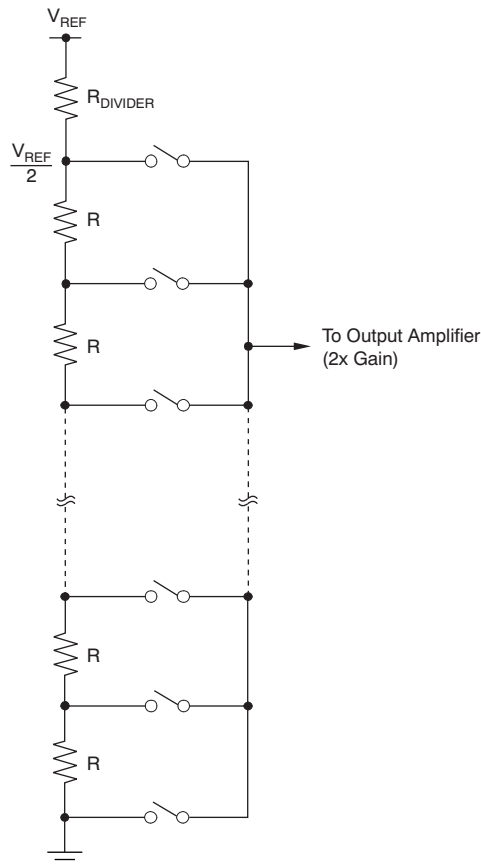 VREF
RDIVIDER
VREF
2
R
R
To Output Amplifier
(2x Gain)
R
R